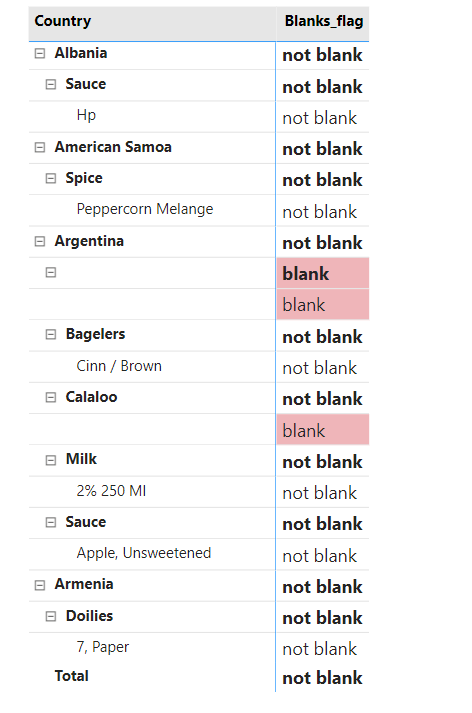 Country Blanks_flag
Albania not blank
Sauce not blank
Hp not blank
American Samoa not blank
Spice not blank
Peppercorn Melange not blank
Argentina not blank
blank
blank
Bagelers not blank
Cinn / Brown not blank
Calaloo not blank
blank
Milk not blank
2% 250 Ml not blank
Sauce not blank
Apple, Unsweetened not blank
Armenia not blank
Doilies not blank
7, Paper not blank
Total not blank